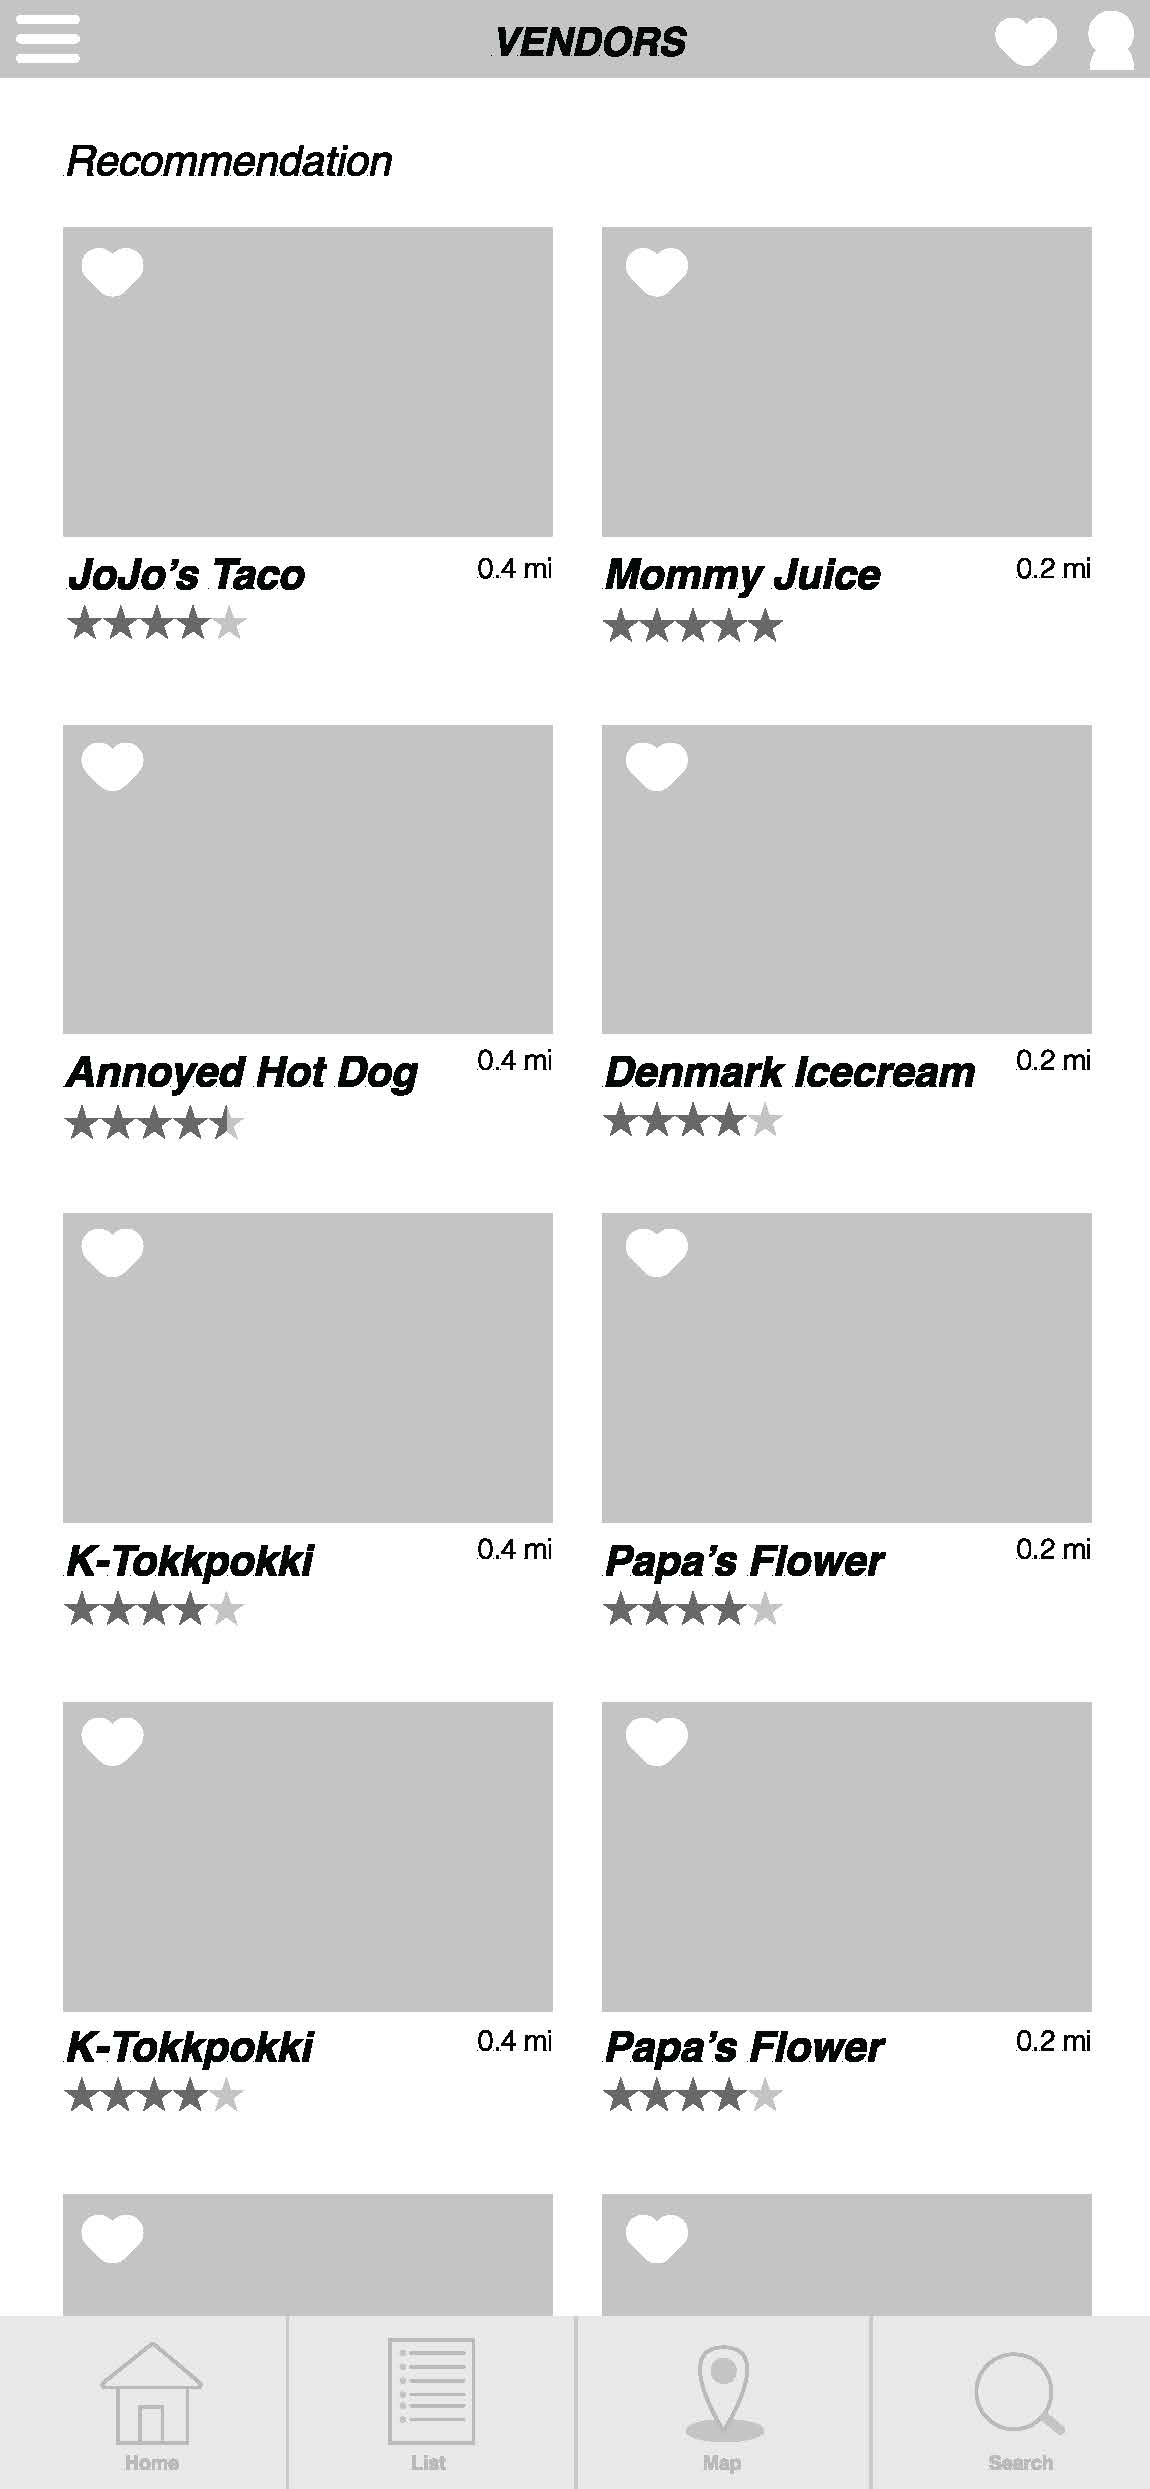 VENDORS
Recommendation
JoJo’s Taco 0.4 mi
Mommy Juice 0.2 mi
Annoyed Hot Dog 0.4 mi
Denmark Icecream 0.2 mi
K-Tokkpokki 0.4 mi
Papa’s Flower 0.2 mi
K-Tokkpokki 0.4 mi
Papa’s Flower 0.2 mi
Home
List
Map
Search